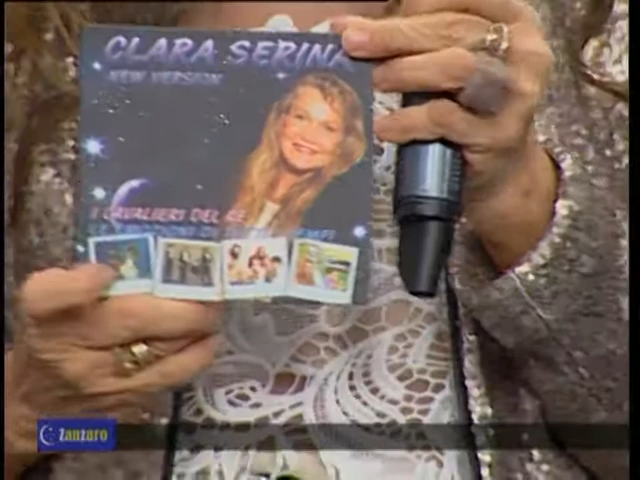 CLARA SERINA
NEW VERSION
I CAVALIERI DEL RE
Zanzaro